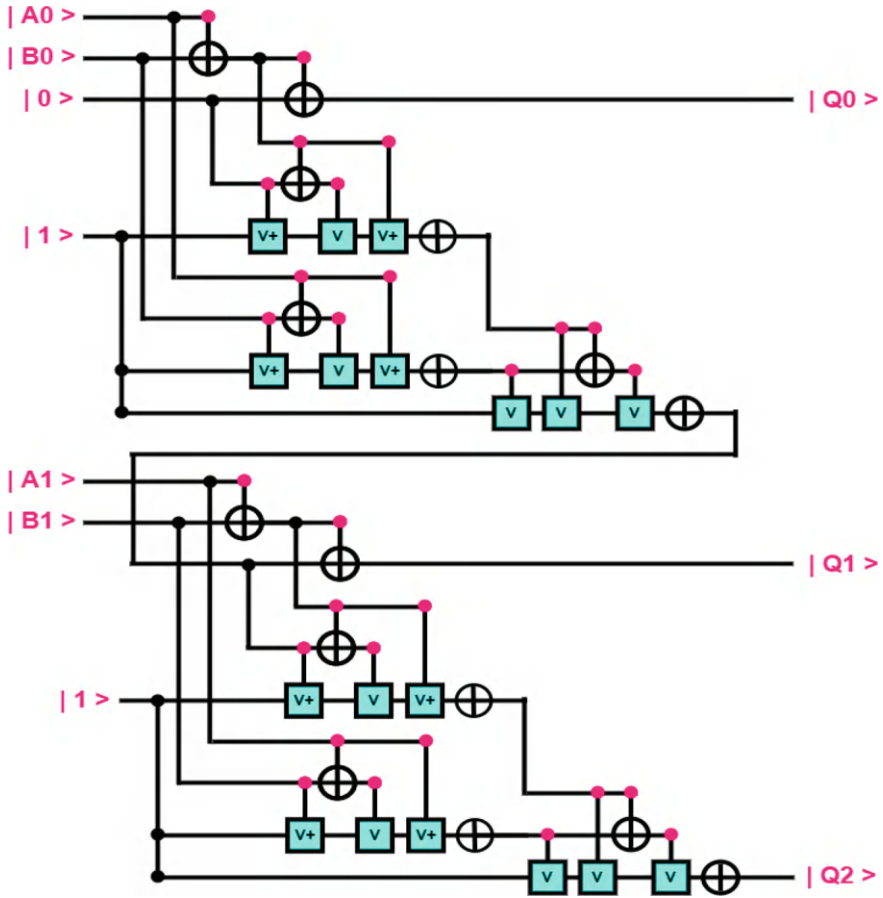 | A0 >
| B0 >
| 0 > | Q0 >
| 1 > V+ V V+
V+ V V+
V V V
| A1 >
| B1 >
| Q1 >
| 1 > V+ V V+
V+ V V+
V V V | Q2 >